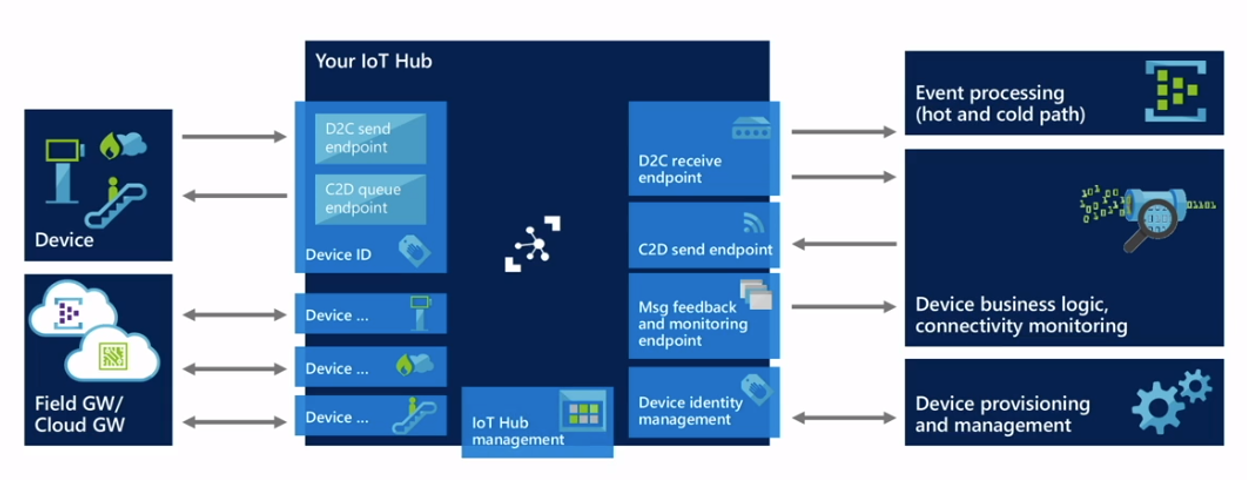 Your IoT Hub
D2C send
endpoint
C2D queue
endpoint
Device ID
Device ...
Device ...
Device ...
Device
Field GW/
Cloud GW
IoT Hub
management
D2C receive
endpoint
C2D send endpoint
Msg feedback
and monitoring
endpoint
Device identity
management
Event processing
(hot and cold path)
01101
Device business logic,
connectivity monitoring
Device provisioning
and management